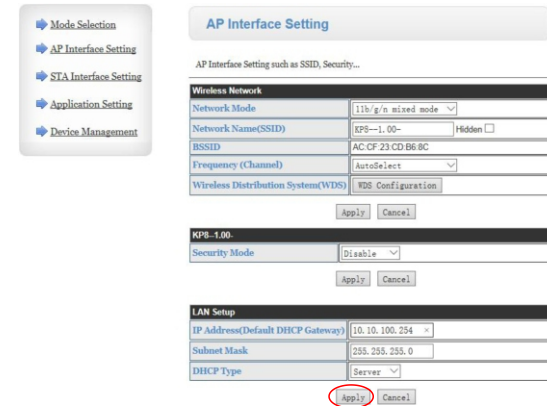 Mode Selection
AP Interface Setting
STA Interface Setting
Application Setting
Device Management
AP Interface Setting
AP Interface Setting such as SSID, Security...
Wireless Network
Network Mode 11b/g/n mixed mode
Network Name(SSID) KP8--1.00- Hidden
BSSID AC:CF:23:CD:B6:8C
Frequency (Channel) AutoSelect
Wireless Distribution System(WDS) WDS Configuration
Apply Cancel
KP8--1.00-
Security Mode Disable
Apply Cancel
LAN Setup
IP Address(Default DHCP Gateway) 10.10.100.254 ×
Subnet Mask 255.255.255.0
DHCP Type Server
Apply Cancel